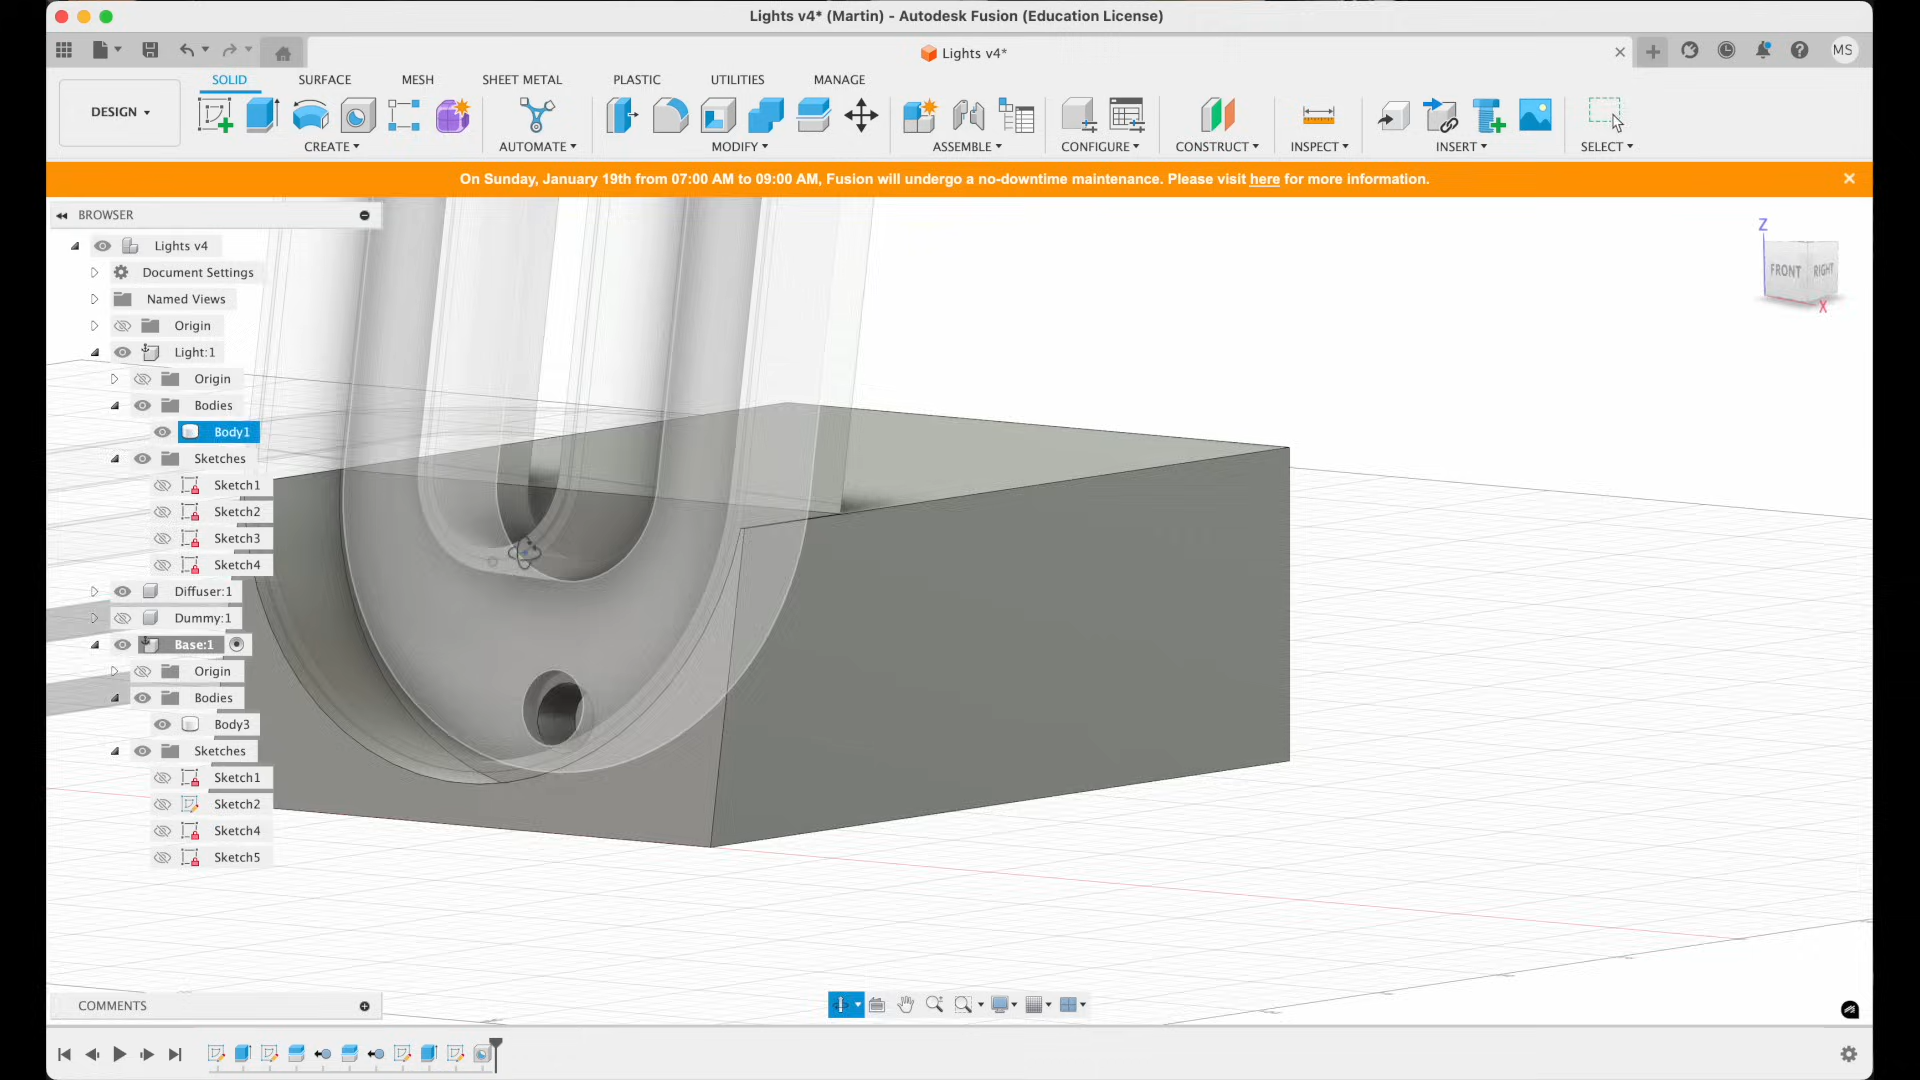 Lights v4* (Martin) - Autodesk Fusion (Education License)
Lights v4*
MS
DESIGN
SOLID SURFACE MESH SHEET METAL PLASTIC UTILITIES MANAGE
CREATE AUTOMATE MODIFY ASSEMBLE CONFIGURE CONSTRUCT INSPECT INSERT SELECT
On Sunday, January 19th from 07:00 AM to 09:00 AM, Fusion will undergo a no-downtime maintenance. Please visit here for more information.
BROWSER
Lights v4
Document Settings
Named Views
Origin
Light:1
Origin
Bodies
Body1
Sketches
Sketch1
Sketch2
Sketch3
Sketch4
Diffuser:1
Dummy:1
Base:1
Origin
Bodies
Body3
Sketches
Sketch1
Sketch2
Sketch4
Sketch5
Z
FRONT RIGHT
X
COMMENTS